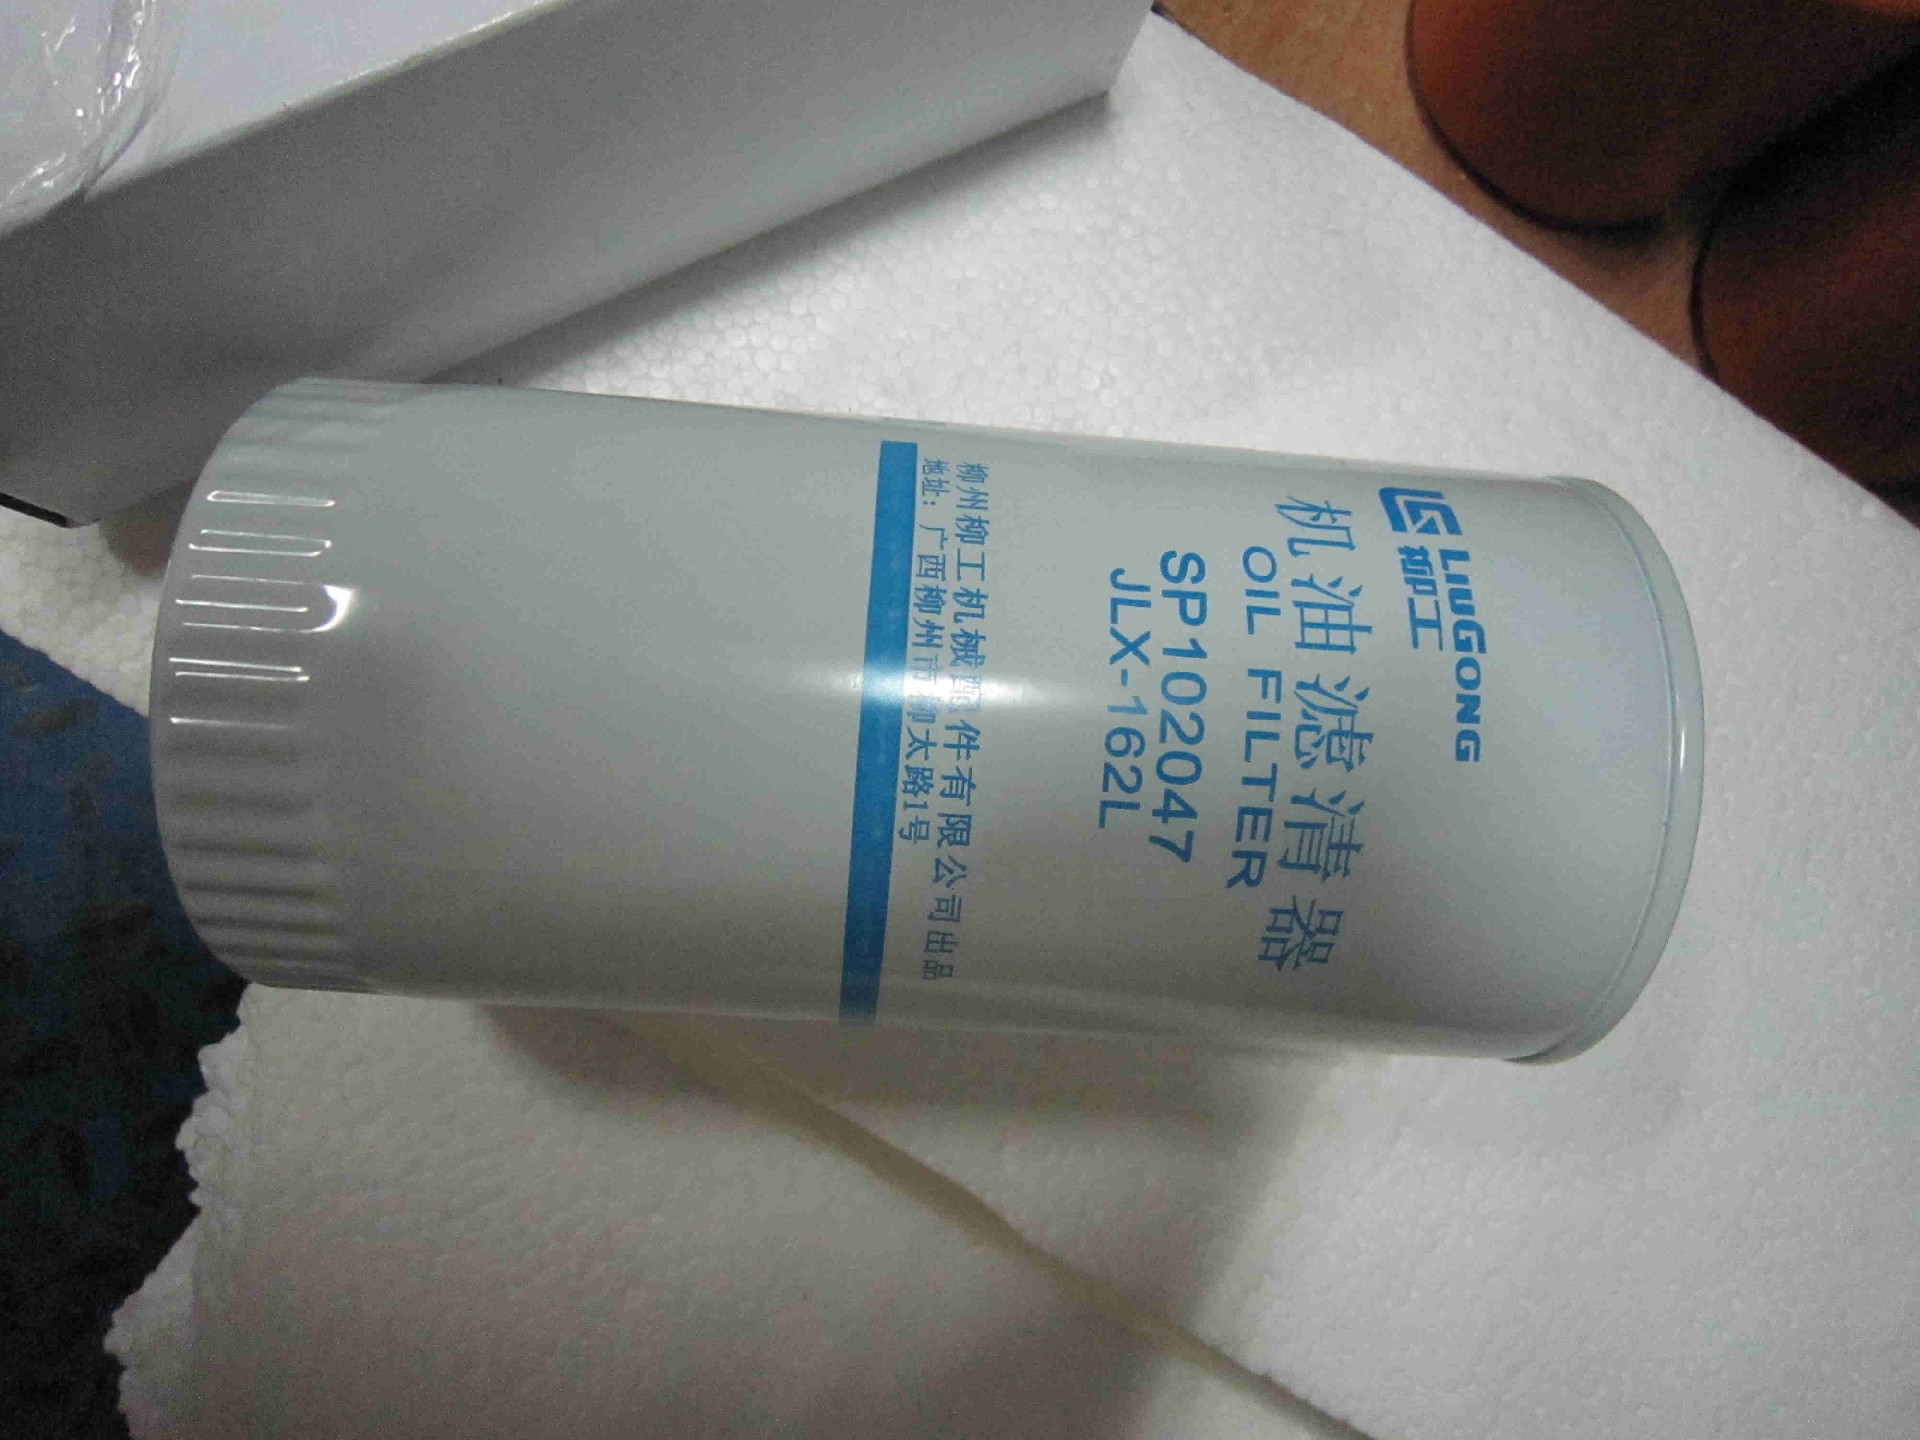 LIUGONG
柳工
机油滤清器
OIL FILTER
SP102047
JLX-162L
柳州柳工机械配件有限公司出品
地址：广西柳州市柳太路1号